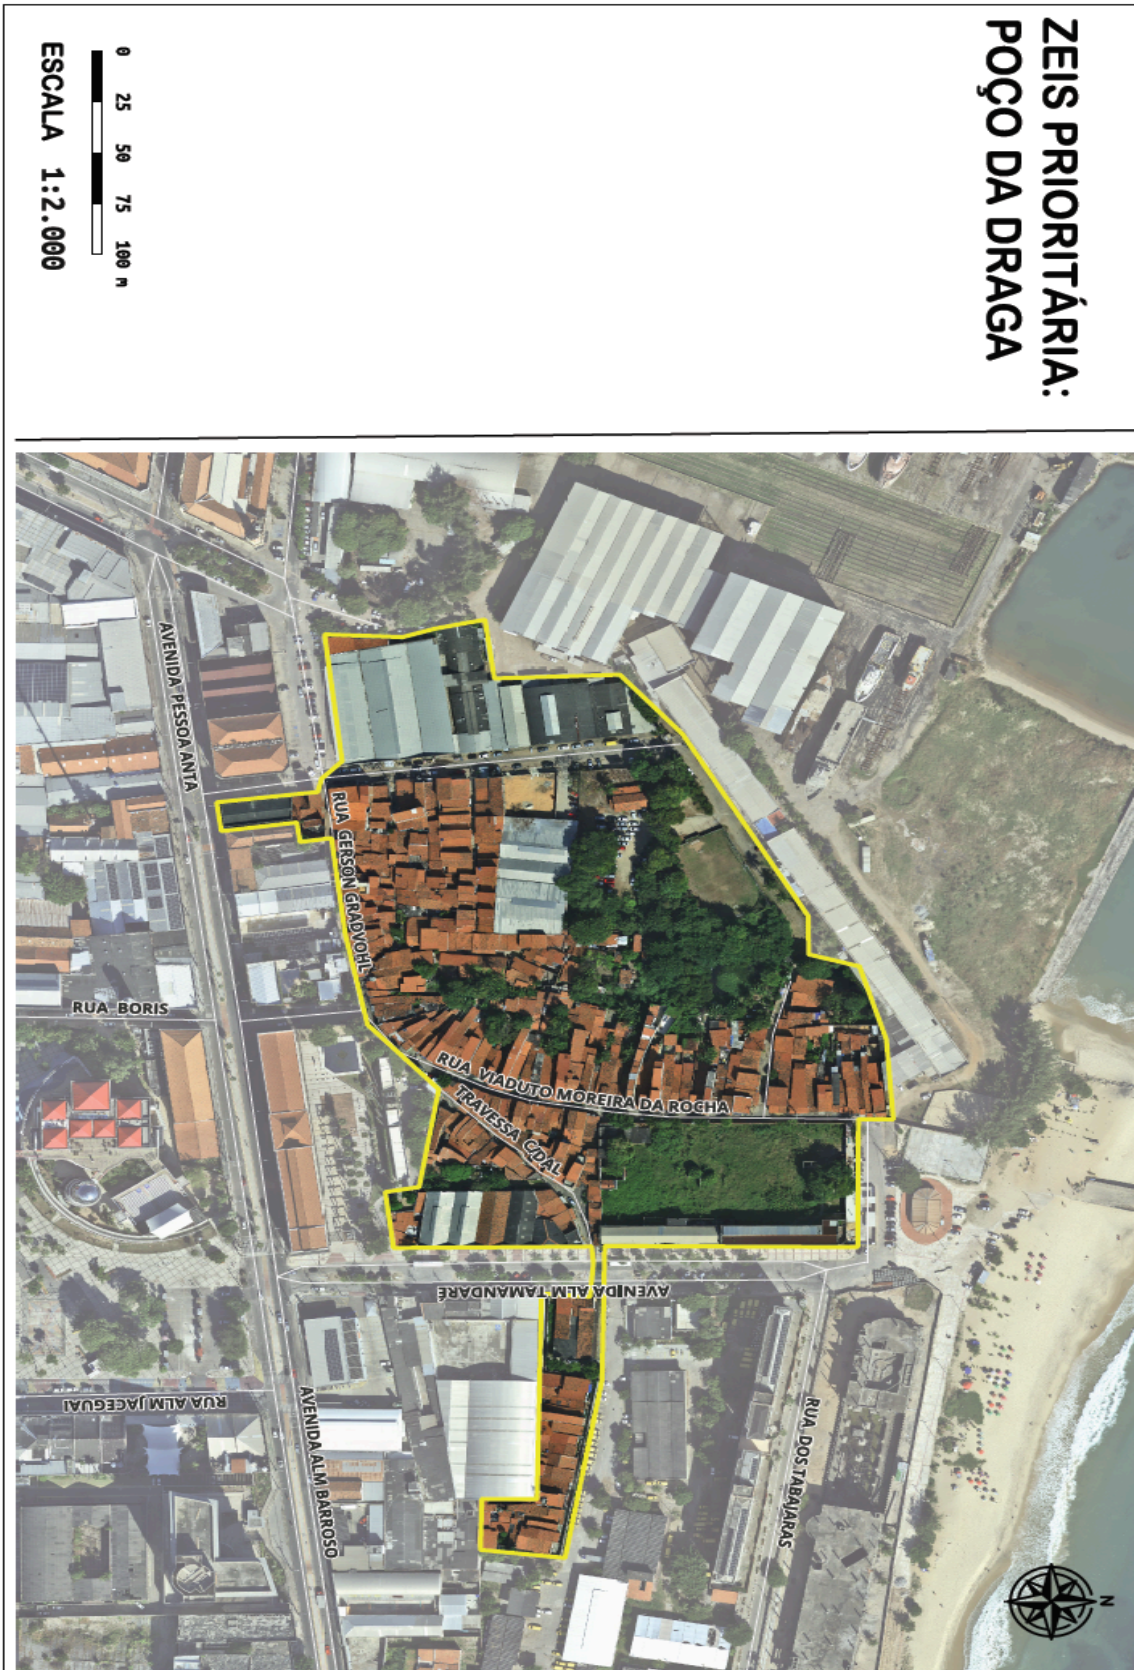 ZEIS PRIORITÁRIA:
POÇO DA DRAGA
0 25 50 75 100 m
ESCALA 1:2.000
N
AVENIDA PESSOA ANTA
RUA GERSON GRADVOHL
RUA BORIS
RUA VIADUTO MOREIRA DA ROCHA
TRAVESSA CIDAL
AVENIDA ALM TAMANDARÉ
RUA ALM JACEGUAI
AVENIDA ALM BARROSO
RUA DOS TABAJARAS